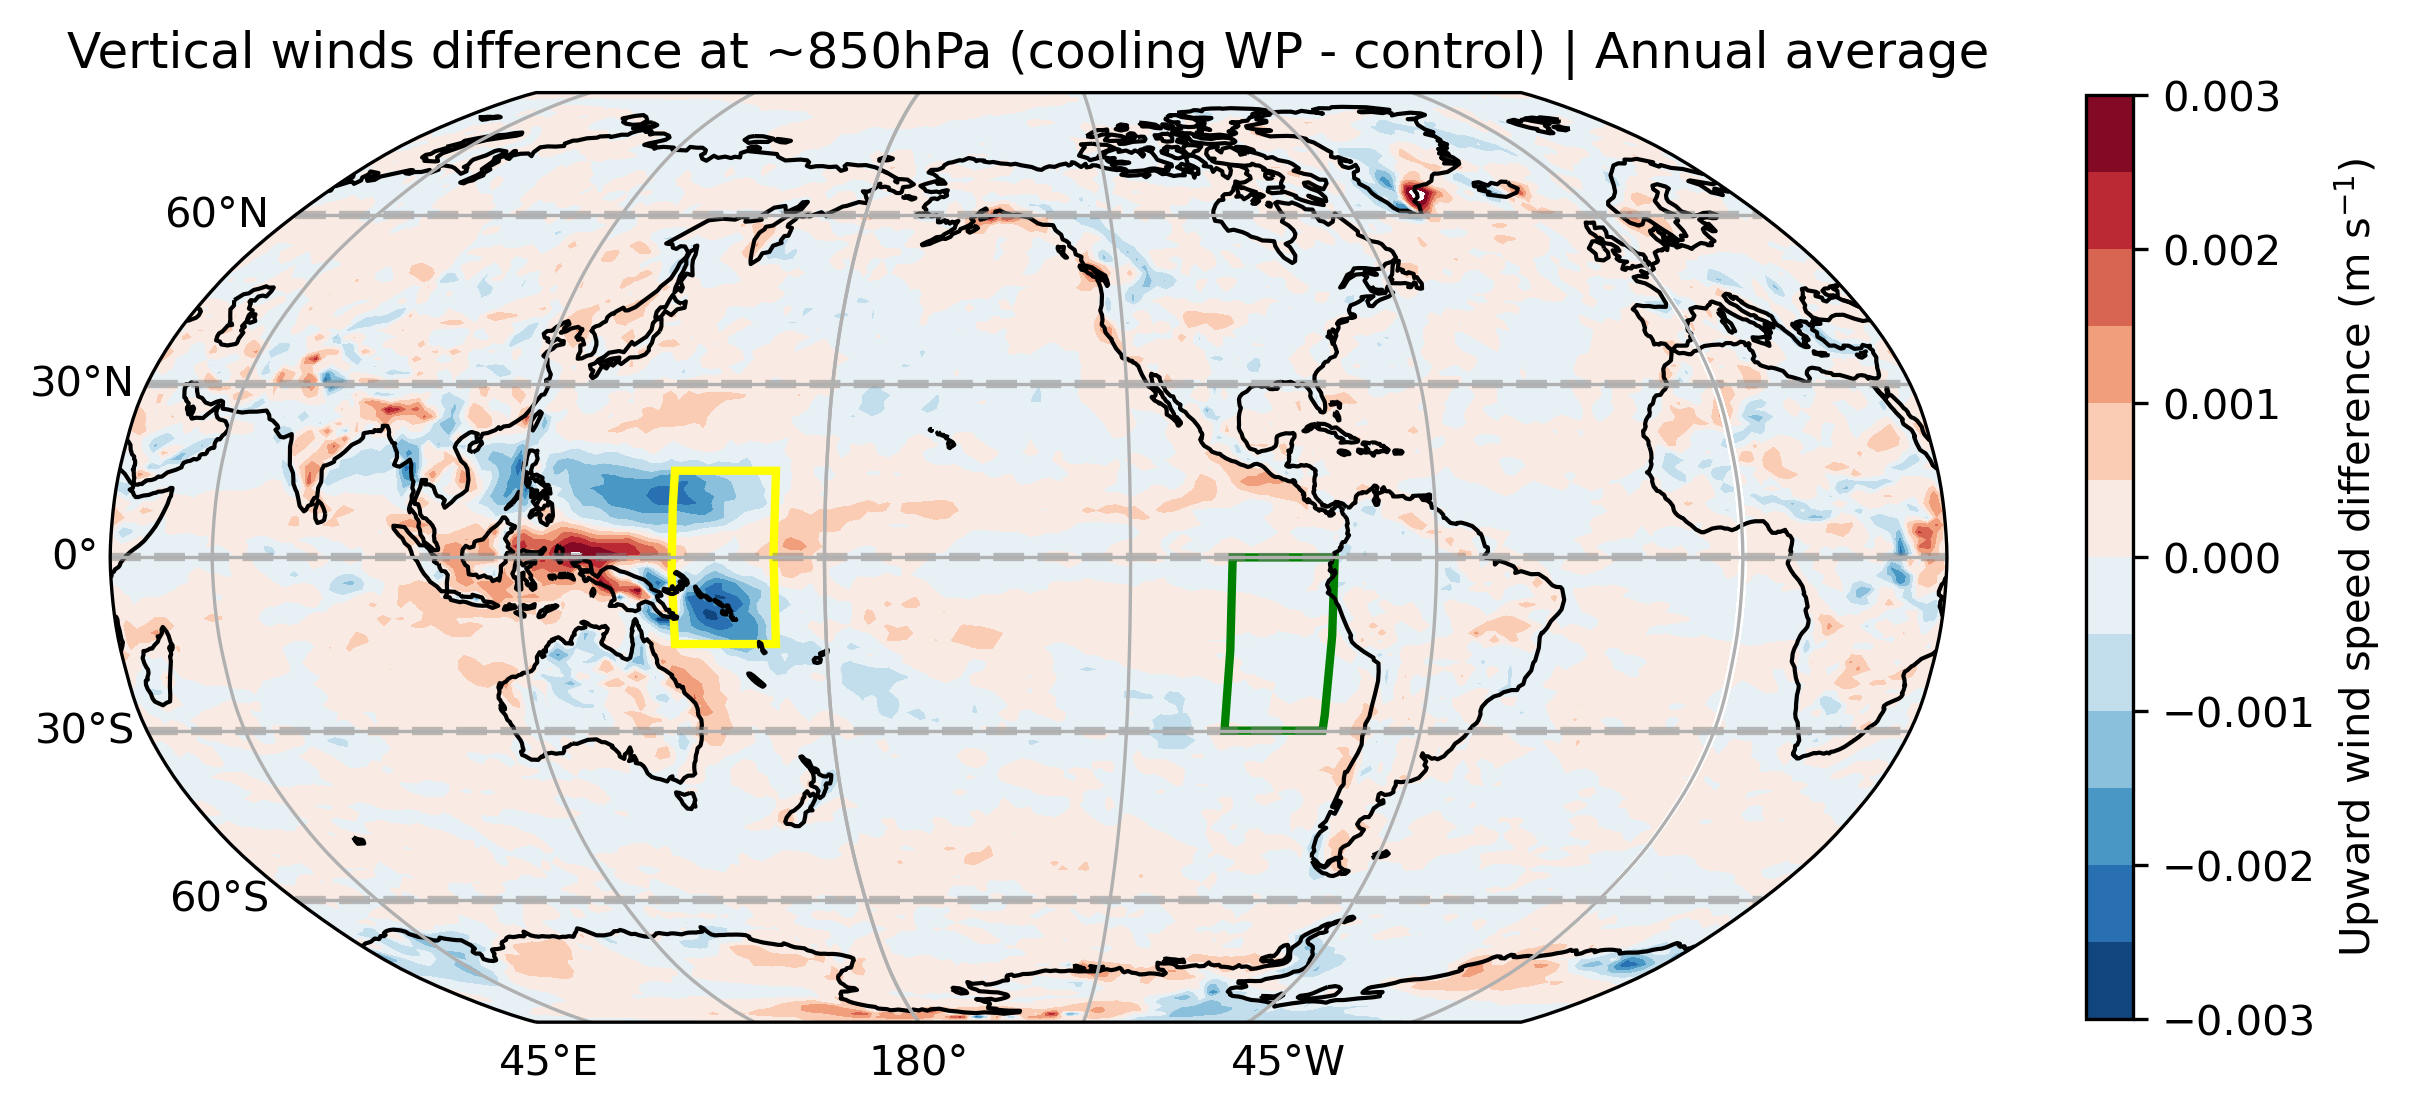 Vertical winds difference at ~850hPa (cooling WP - control) | Annual average
60°N
30°N
0°
30°S
60°S
45°E
180°
45°W
0.003
0.002
0.001
0.000
−0.001
−0.002
−0.003
Upward wind speed difference (m s⁻¹)